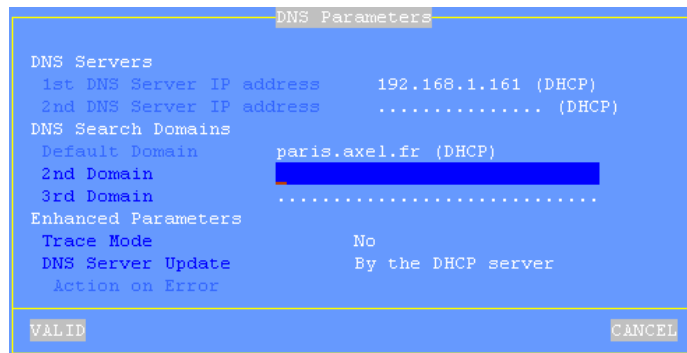 DNS Parameters
DNS Servers
1st DNS Server IP address 192.168.1.161 (DHCP)
2nd DNS Server IP address ............... (DHCP)
DNS Search Domains
Default Domain paris.axel.fr (DHCP)
2nd Domain _
3rd Domain .............................
Enhanced Parameters
Trace Mode No
DNS Server Update By the DHCP server
Action on Error
VALID CANCEL